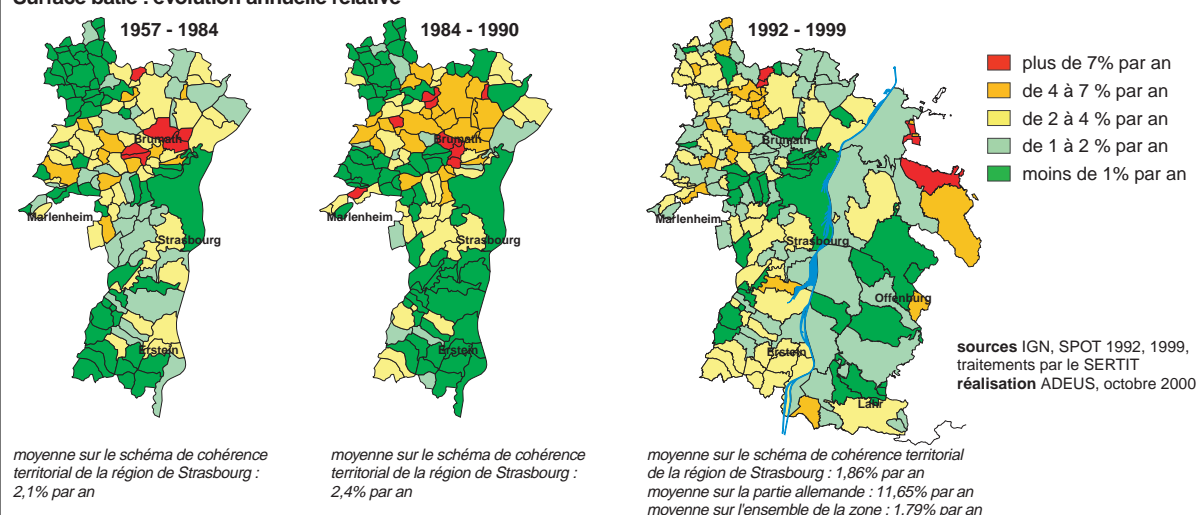 Surface bâtie : évolution annuelle relative
1957 - 1984
1984 - 1990
1992 - 1999
Brumath
Marlenheim
Strasbourg
Erstein
Brumath
Marlenheim
Strasbourg
Erstein
Brumath
Marlenheim
Strasbourg
Offenburg
Erstein
Lahr
plus de 7% par an
de 4 à 7 % par an
de 2 à 4 % par an
de 1 à 2 % par an
moins de 1% par an
sources IGN, SPOT 1992, 1999,
traitements par le SERTIT
réalisation ADEUS, octobre 2000
moyenne sur le schéma de cohérence
territorial de la région de Strasbourg :
2,1% par an
moyenne sur le schéma de cohérence
territorial de la région de Strasbourg :
2,4% par an
moyenne sur le schéma de cohérence territorial
de la région de Strasbourg : 1,86% par an
moyenne sur la partie allemande : 11,65% par an
moyenne sur l'ensemble de la zone : 1,79% par an